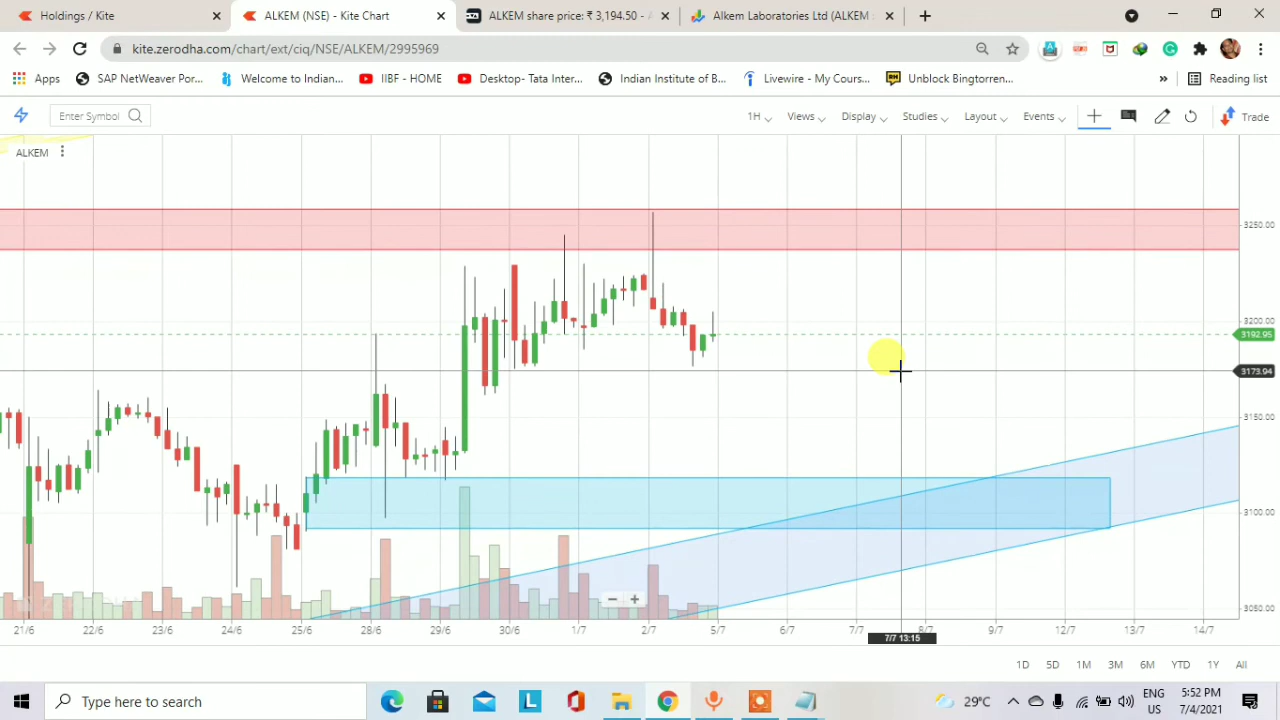 Holdings / Kite
ALKEM (NSE) - Kite Chart
ALKEM share price: ₹ 3,194.50 -
Alkem Laboratories Ltd (ALKEM
kite.zerodha.com/chart/ext/ciq/NSE/ALKEM/2995969
Apps
SAP NetWeaver Por...
Welcome to Indian...
IIBF - HOME
Desktop- Tata Inter...
Indian Institute of B...
Livewire - My Cours...
Unblock Bingtorren...
»
Reading list
Enter Symbol
1H
Views
Display
Studies
Layout
Events
Trade
ALKEM
3250.00
3200.00
3192.95
3173.94
3150.00
3100.00
3050.00
21/6
22/6
23/6
24/6
25/6
28/6
29/6
30/6
1/7
2/7
5/7
6/7
7/7
8/7
9/7
12/7
13/7
14/7
7/7 13:15
1D
5D
1M
3M
6M
YTD
1Y
All
Type here to search
29°C
ENG
US
5:52 PM
7/4/2021